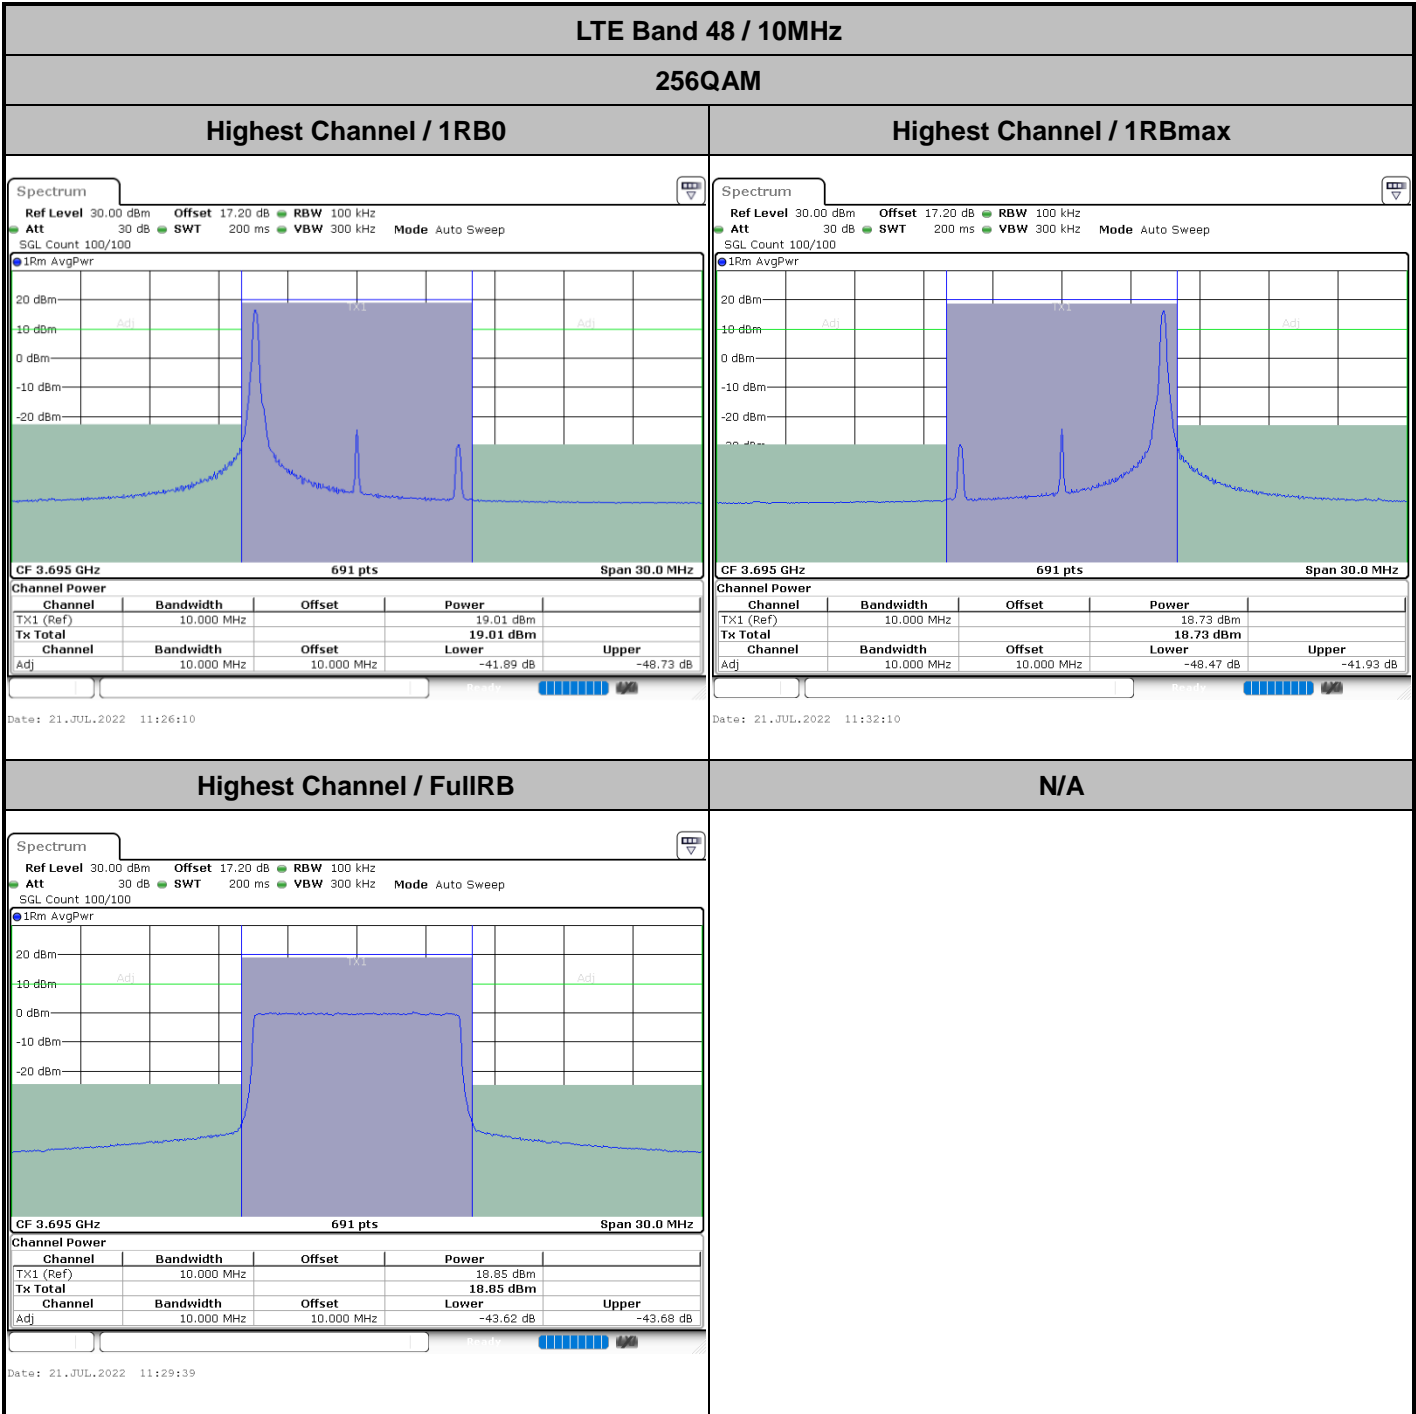 LTE Band 48 / 10MHz
256QAM
Highest Channel / 1RB0
Highest Channel / 1RBmax
Spectrum
Ref Level 30.00 dBm Offset 17.20 dB RBW 100 kHz
Att 30 dB SWT 200 ms VBW 300 kHz Mode Auto Sweep
SGL Count 100/100
1Rm AvgPwr
20 dBm
TX1
Adj
Adj
10 dBm
0 dBm
-10 dBm
-20 dBm
CF 3.695 GHz 691 pts Span 30.0 MHz
Channel Power
Channel Bandwidth Offset Power
TX1 (Ref) 10.000 MHz 19.01 dBm
Tx Total 19.01 dBm
Channel Bandwidth Offset Lower Upper
Adj 10.000 MHz 10.000 MHz -41.89 dB -48.73 dB
Ready
Date: 21.JUL.2022 11:26:10
Spectrum
Ref Level 30.00 dBm Offset 17.20 dB RBW 100 kHz
Att 30 dB SWT 200 ms VBW 300 kHz Mode Auto Sweep
SGL Count 100/100
1Rm AvgPwr
20 dBm
TX1
Adj
Adj
10 dBm
0 dBm
-10 dBm
-20 dBm
-30 dBm
CF 3.695 GHz 691 pts Span 30.0 MHz
Channel Power
Channel Bandwidth Offset Power
TX1 (Ref) 10.000 MHz 18.73 dBm
Tx Total 18.73 dBm
Channel Bandwidth Offset Lower Upper
Adj 10.000 MHz 10.000 MHz -48.47 dB -41.93 dB
Ready
Date: 21.JUL.2022 11:32:10
Highest Channel / FullRB
N/A
Spectrum
Ref Level 30.00 dBm Offset 17.20 dB RBW 100 kHz
Att 30 dB SWT 200 ms VBW 300 kHz Mode Auto Sweep
SGL Count 100/100
1Rm AvgPwr
20 dBm
TX1
Adj
Adj
10 dBm
0 dBm
-10 dBm
-20 dBm
CF 3.695 GHz 691 pts Span 30.0 MHz
Channel Power
Channel Bandwidth Offset Power
TX1 (Ref) 10.000 MHz 18.85 dBm
Tx Total 18.85 dBm
Channel Bandwidth Offset Lower Upper
Adj 10.000 MHz 10.000 MHz -43.62 dB -43.68 dB
Ready
Date: 21.JUL.2022 11:29:39